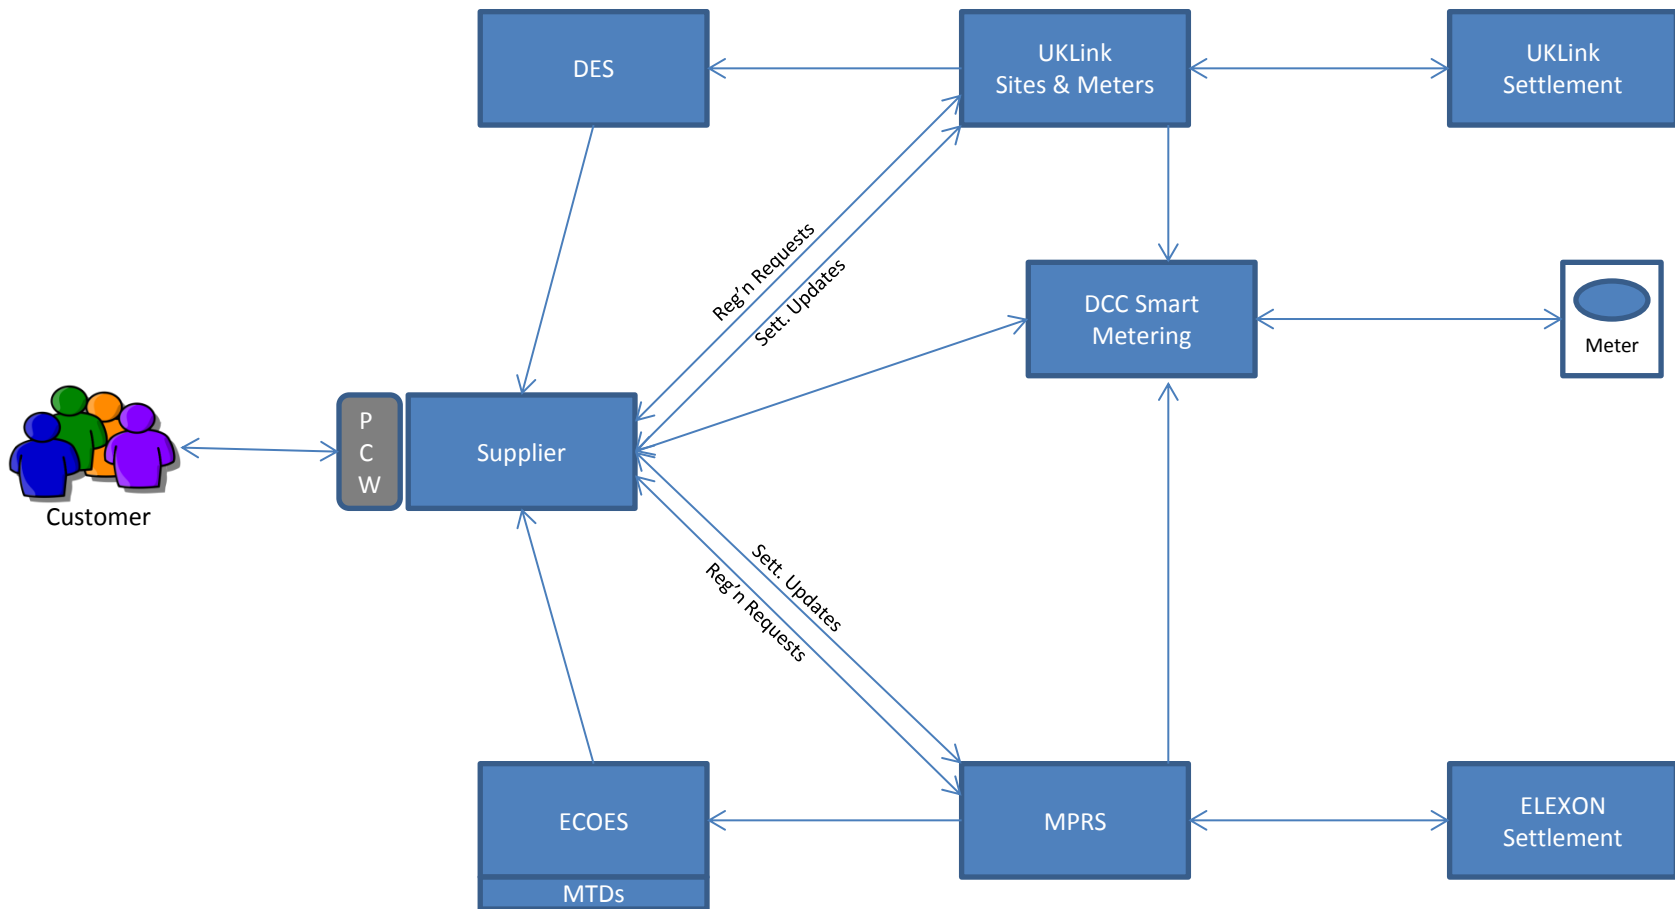 DES
UKLink
Sites & Meters
UKLink
Settlement
Reg'n Requests
Sett. Updates
DCC Smart
Metering
Meter
P
C
W
Supplier
Customer
Sett. Updates
Reg'n Requests
ECOES
MTDs
MPRS
ELEXON
Settlement